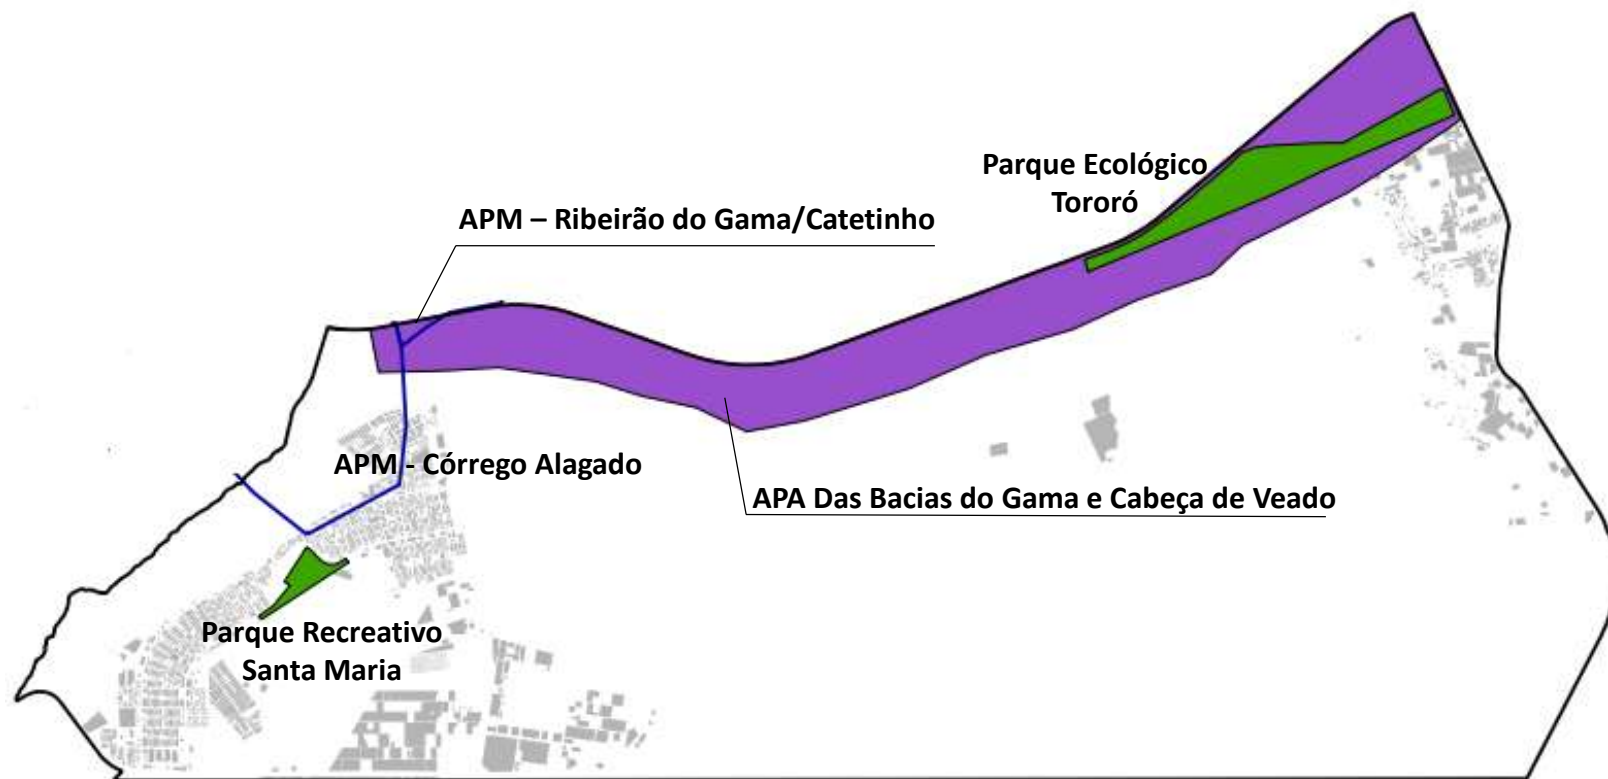 Parque Ecológico
Tororó
APM – Ribeirão do Gama/Catetinho
APM - Córrego Alagado
APA Das Bacias do Gama e Cabeça de Veado
Parque Recreativo
Santa Maria